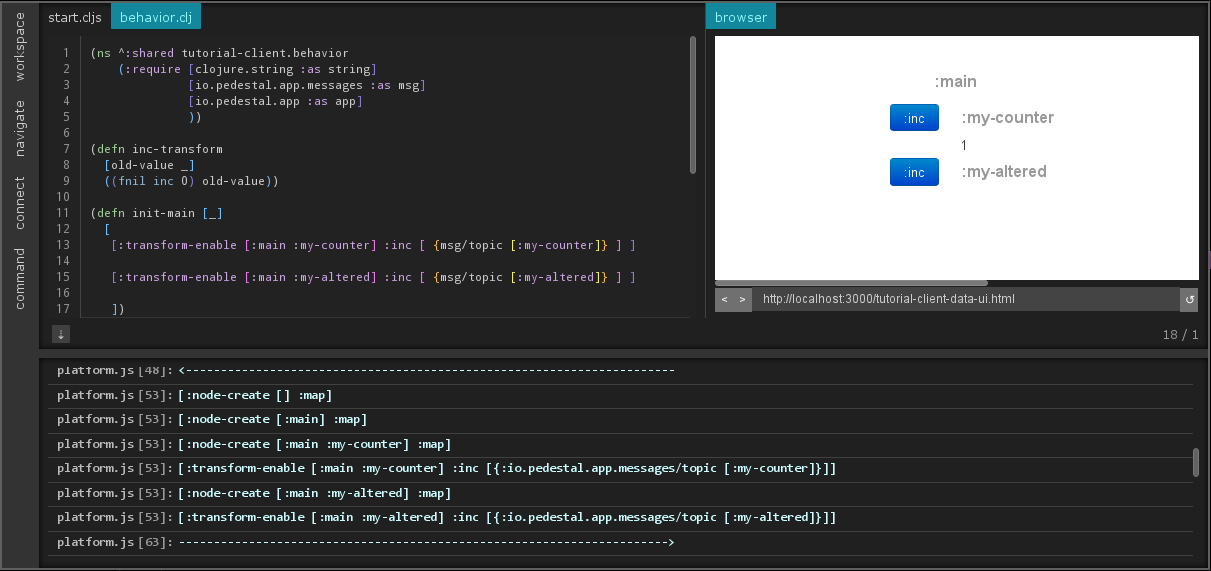 workspace
navigate
connect
command
start.cljs behavior.clj
1 (ns ^:shared tutorial-client.behavior
2 (:require [clojure.string :as string]
3 [io.pedestal.app.messages :as msg]
4 [io.pedestal.app :as app]
5 ))
6
7 (defn inc-transform
8 [old-value _]
9 ((fnil inc 0) old-value))
10
11 (defn init-main [_]
12 [
13 [:transform-enable [:main :my-counter] :inc [ {msg/topic [:my-counter]} ] ]
14
15 [:transform-enable [:main :my-altered] :inc [ {msg/topic [:my-altered]} ] ]
16
17 ])
↓
browser
:main
:inc :my-counter
1
:inc :my-altered
< > http://localhost:3000/tutorial-client-data-ui.html ↺
18 / 1
platform.js [48]: <----------------------------------------------------------------------
platform.js [53]: [:node-create [] :map]
platform.js [53]: [:node-create [:main] :map]
platform.js [53]: [:node-create [:main :my-counter] :map]
platform.js [53]: [:transform-enable [:main :my-counter] :inc [{:io.pedestal.app.messages/topic [:my-counter]}]]
platform.js [53]: [:node-create [:main :my-altered] :map]
platform.js [53]: [:transform-enable [:main :my-altered] :inc [{:io.pedestal.app.messages/topic [:my-altered]}]]
platform.js [63]: ---------------------------------------------------------------------->